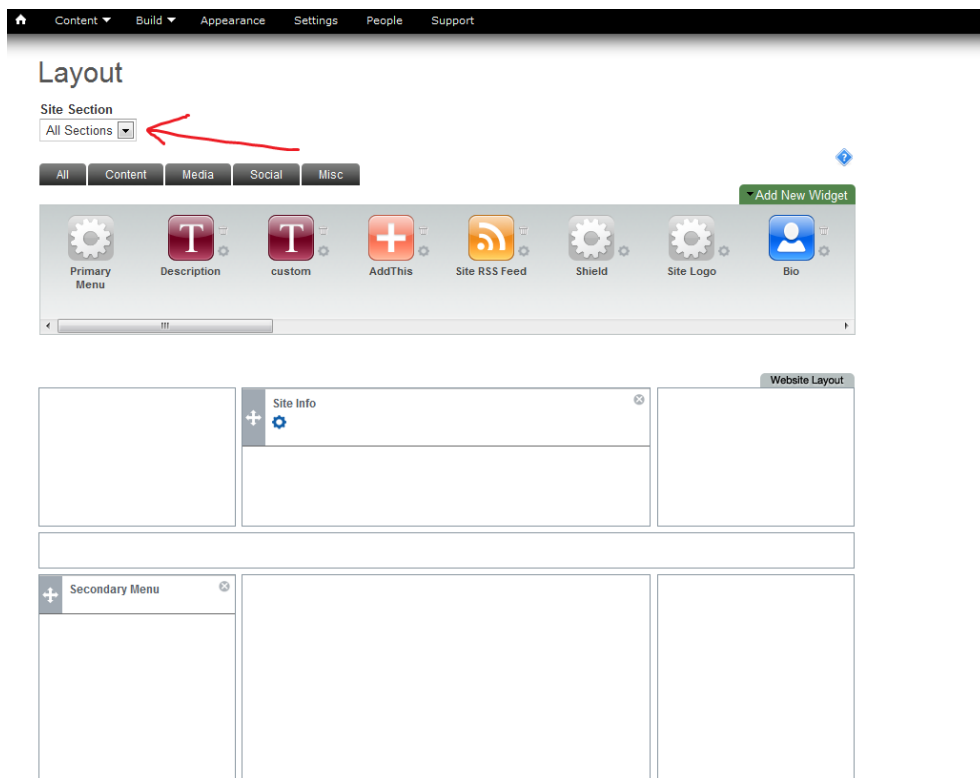 Content Build Appearance Settings People Support
Layout
Site Section
All Sections
All Content Media Social Misc
Add New Widget
Primary Menu
Description
custom
AddThis
Site RSS Feed
Shield
Site Logo
Bio
Website Layout
Site Info
Secondary Menu